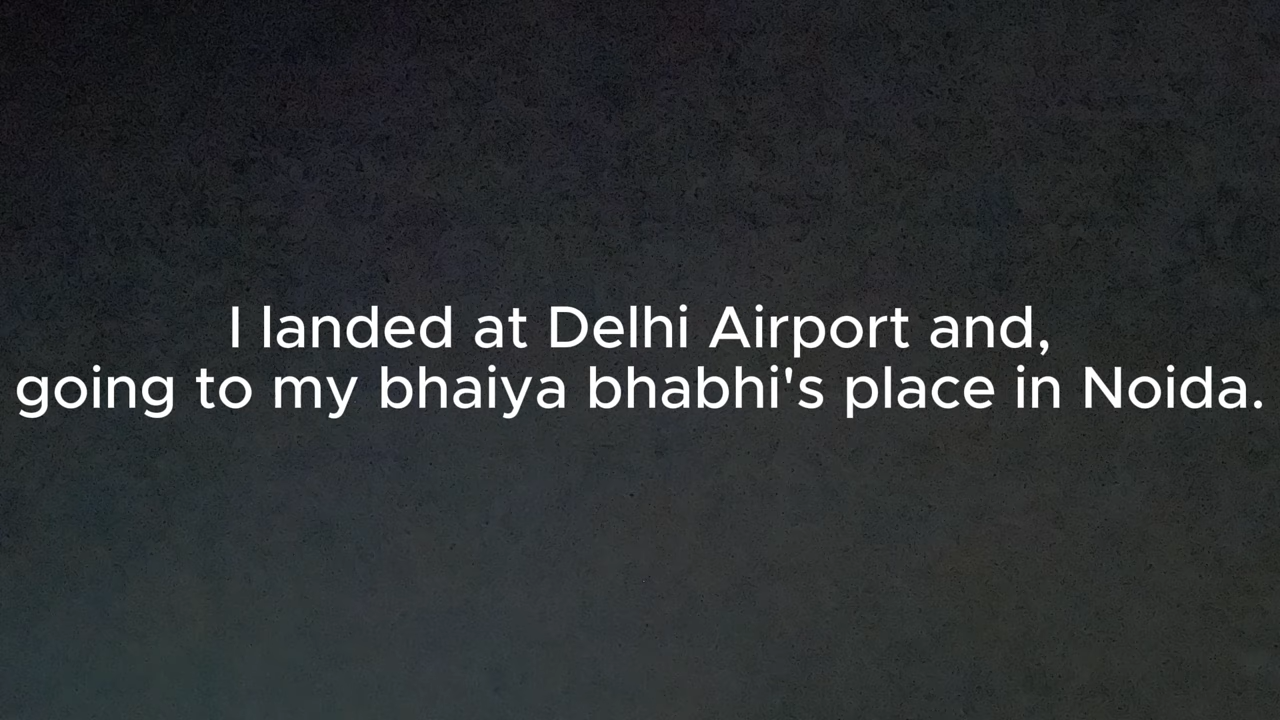 I landed at Delhi Airport and,
going to my bhaiya bhabhi's place in Noida.